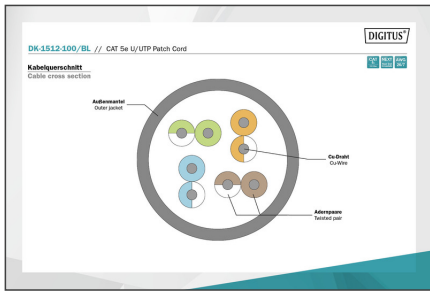 DIGITUS®
DK-1512-100/BL // CAT 5e U/UTP Patch Cord
Kabelquerschnitt
Cable cross section
Außenmantel
Outer jacket
Cu-Draht
Cu-Wire
Adernpaare
Twisted pair